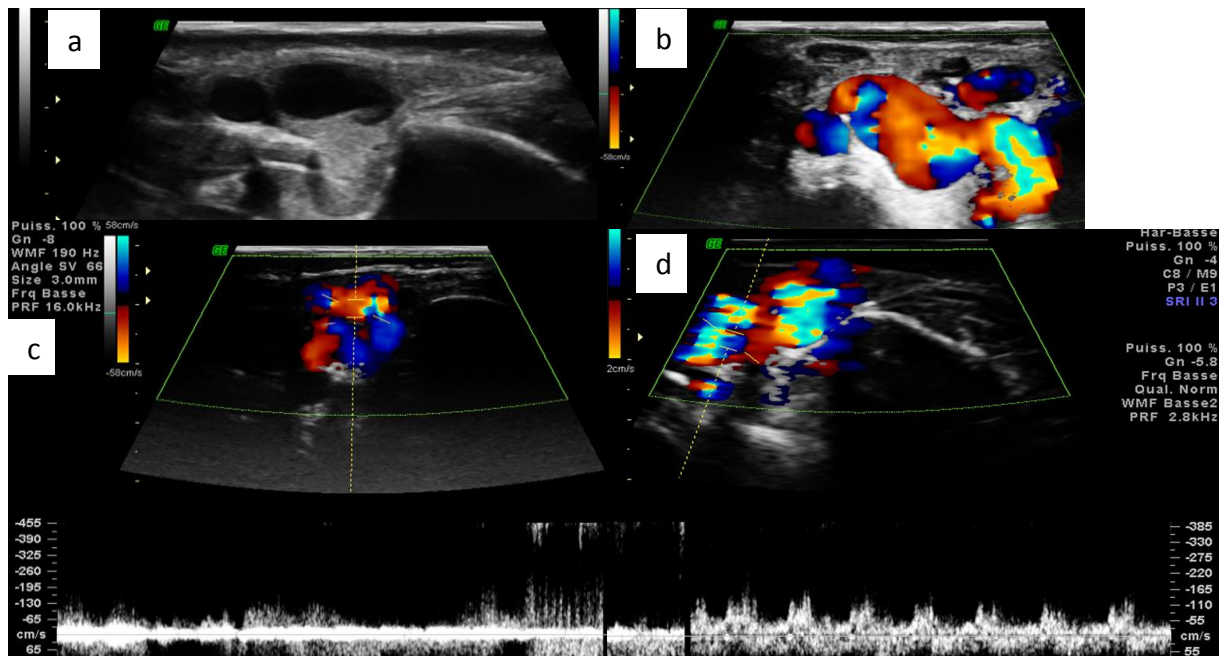 a
GE
b
GE
-58cm/s
Puiss. 100 % 58cm/s
Gn -8
WMF 190 Hz
Angle SV 66
Size 3.0mm
Frq Basse
PRF 16.0kHz
GE
-58cm/s
c
d
GE
2cm/s
Har-Basse
Puiss. 100 %
Gn -4
C8 / M9
P3 / E1
SRI II 3
Puiss. 100 %
Gn -5.8
Frq Basse
Qual. Norm
WMF Basse2
PRF 2.8kHz
-455
-390
-325
-260
-195
-130
-65
cm/s
65
-385
-330
-275
-220
-165
-110
-55
cm/s
55